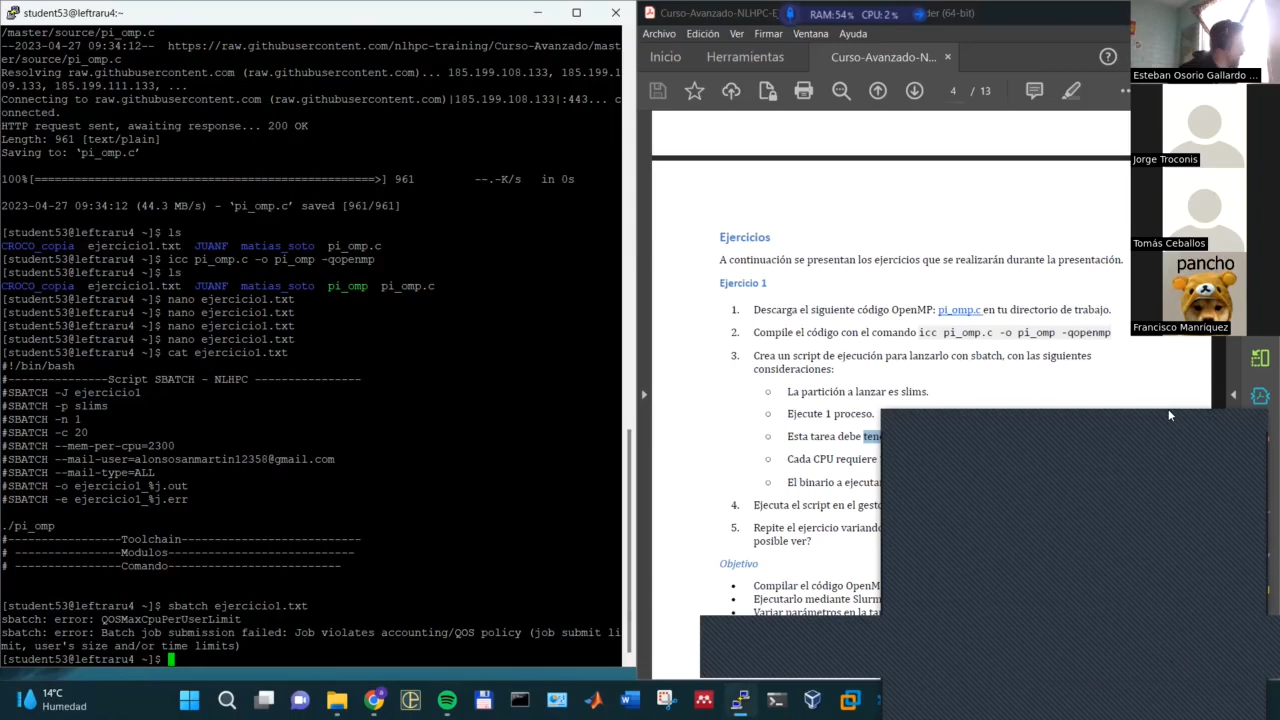 student53@leftraru4:~
/master/source/pi_omp.c
--2023-04-27 09:34:12--  https://raw.githubusercontent.com/nlhpc-training/Curso-Avanzado/mast
er/source/pi_omp.c
Resolving raw.githubusercontent.com (raw.githubusercontent.com)... 185.199.108.133, 185.199.1
09.133, 185.199.111.133, ...
Connecting to raw.githubusercontent.com (raw.githubusercontent.com)|185.199.108.133|:443... c
onnected.
HTTP request sent, awaiting response... 200 OK
Length: 961 [text/plain]
Saving to: ‘pi_omp.c’
100%[===================================================>] 961         --.-K/s   in 0s
2023-04-27 09:34:12 (44.3 MB/s) - ‘pi_omp.c’ saved [961/961]
[student53@leftraru4 ~]$ ls
CROCO_copia  ejercicio1.txt  JUANF  matias_soto  pi_omp.c
[student53@leftraru4 ~]$ icc pi_omp.c -o pi_omp -qopenmp
[student53@leftraru4 ~]$ ls
CROCO_copia  ejercicio1.txt  JUANF  matias_soto  pi_omp  pi_omp.c
[student53@leftraru4 ~]$ nano ejercicio1.txt
[student53@leftraru4 ~]$ nano ejercicio1.txt
[student53@leftraru4 ~]$ nano ejercicio1.txt
[student53@leftraru4 ~]$ nano ejercicio1.txt
[student53@leftraru4 ~]$ cat ejercicio1.txt
#!/bin/bash
#---------------Script SBATCH - NLHPC ----------------
#SBATCH -J ejercicio1
#SBATCH -p slims
#SBATCH -n 1
#SBATCH -c 20
#SBATCH --mem-per-cpu=2300
#SBATCH --mail-user=alonsosanmartin12358@gmail.com
#SBATCH --mail-type=ALL
#SBATCH -o ejercicio1_%j.out
#SBATCH -e ejercicio1_%j.err
./pi_omp
#-----------------Toolchain---------------------------
# ----------------Modulos----------------------------
# ----------------Comando--------------------------
[student53@leftraru4 ~]$ sbatch ejercicio1.txt
sbatch: error: QOSMaxCpuPerUserLimit
sbatch: error: Batch job submission failed: Job violates accounting/QOS policy (job submit li
mit, user's size and/or time limits)
[student53@leftraru4 ~]$
Curso-Avanzado-NLHPC-E
RAM:54% CPU:2%
der (64-bit)
Archivo Edición Ver Firmar Ventana Ayuda
Inicio Herramientas Curso-Avanzado-N...
4 / 13
Ejercicios
A continuación se presentan los ejercicios que se realizarán durante la presentación.
Ejercicio 1
1. Descarga el siguiente código OpenMP: pi_omp.c en tu directorio de trabajo.
2. Compile el código con el comando icc pi_omp.c -o pi_omp -qopenmp
3. Crea un script de ejecución para lanzarlo con sbatch, con las siguientes
consideraciones:
La partición a lanzar es slims.
Ejecute 1 proceso.
Esta tarea debe
Cada CPU requiere
El binario a ejecuta
4. Ejecuta el script en el gest
5. Repite el ejercicio variand
posible ver?
Objetivo
Compilar el código OpenM
Ejecutarlo mediante Slurm
Variar parámetros en la
Esteban Osorio Gallardo ...
Jorge Troconis
Tomás Ceballos
pancho
Francisco Manríquez
14°C
Humedad